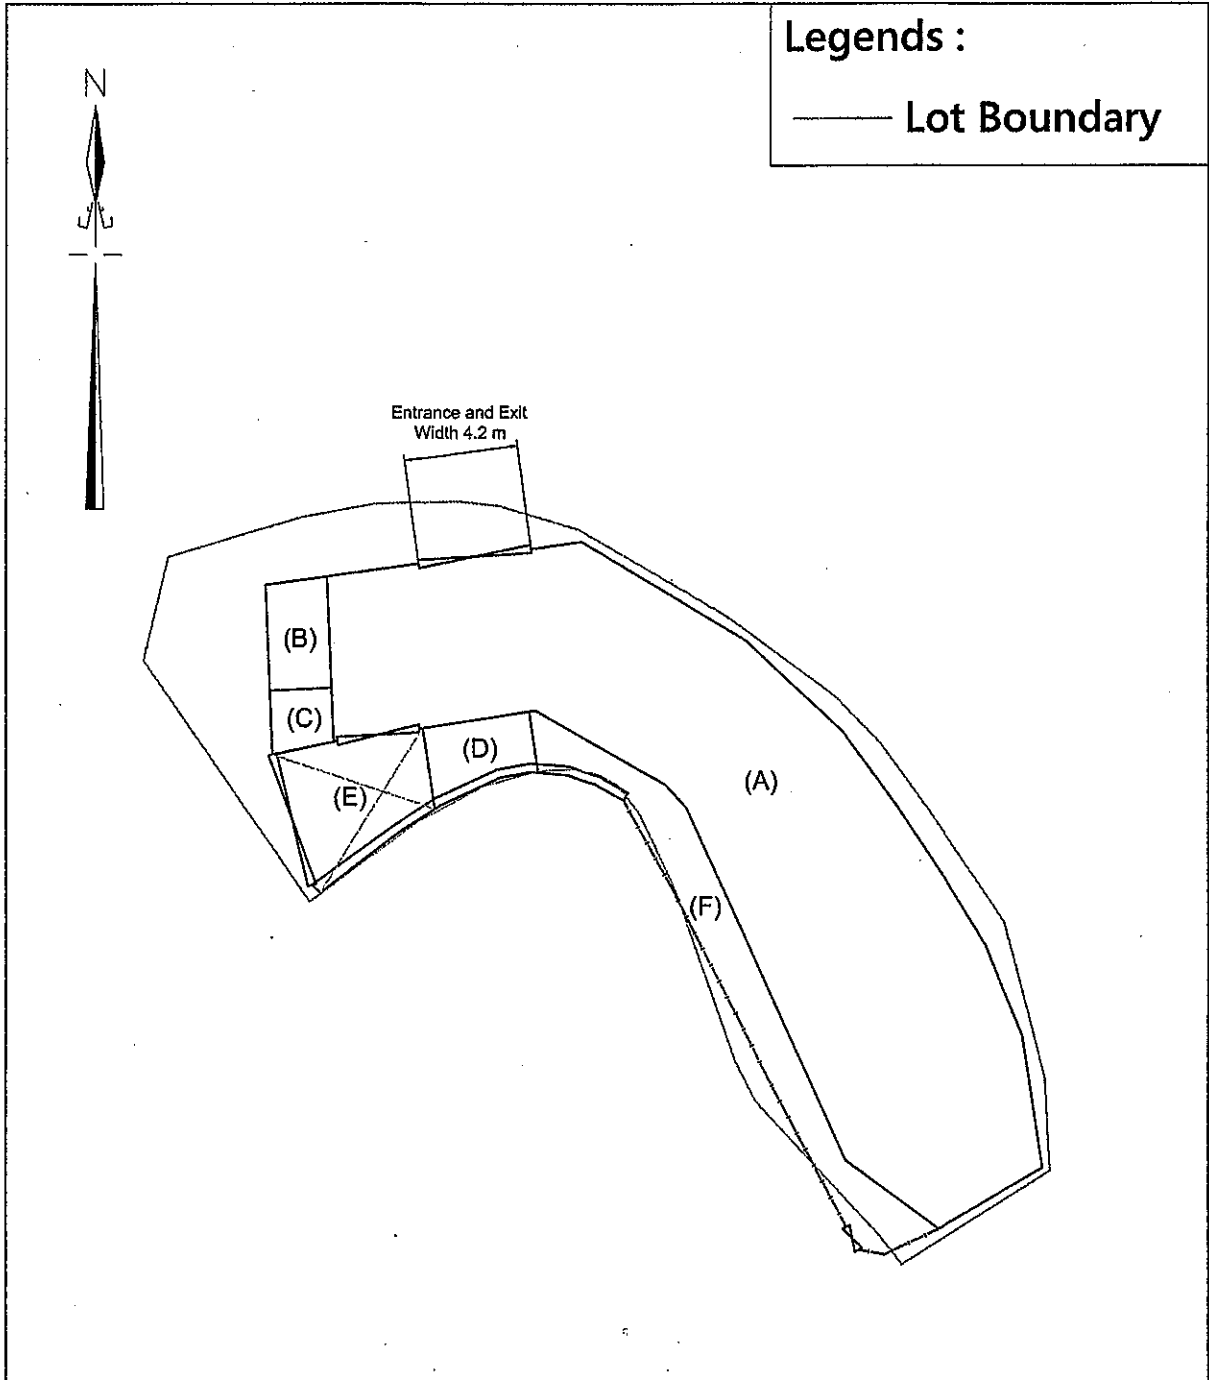 Legends :
Lot Boundary
N
Entrance and Exit
Width 4.2 m
(B)
(C)
(D)
(E)
(A)
(F)